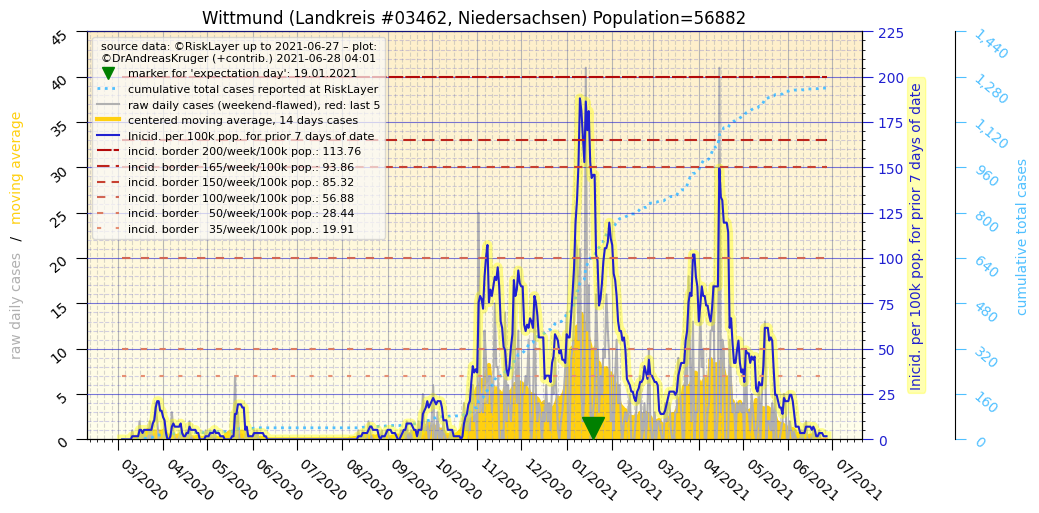 Wittmund (Landkreis #03462, Niedersachsen) Population=56882
source data: ©RiskLayer up to 2021-06-27 – plot:
©DrAndreasKruger (+contrib.) 2021-06-28 04:01
marker for 'expectation day': 19.01.2021
cumulative total cases reported at RiskLayer
raw daily cases (weekend-flawed), red: last 5
centered moving average, 14 days cases
Inicid. per 100k pop. for prior 7 days of date
incid. border 200/week/100k pop.: 113.76
incid. border 165/week/100k pop.: 93.86
incid. border 150/week/100k pop.: 85.32
incid. border 100/week/100k pop.: 56.88
incid. border 50/week/100k pop.: 28.44
incid. border 35/week/100k pop.: 19.91
raw daily cases / moving average
45
40
35
30
25
20
15
10
5
0
03/2020
04/2020
05/2020
06/2020
07/2020
08/2020
09/2020
10/2020
11/2020
12/2020
01/2021
02/2021
03/2021
04/2021
05/2021
06/2021
07/2021
225
200
175
150
125
100
75
50
25
0
Inicid. per 100k pop. for prior 7 days of date
1,440
1,280
1,120
960
800
640
480
320
160
0
cumulative total cases